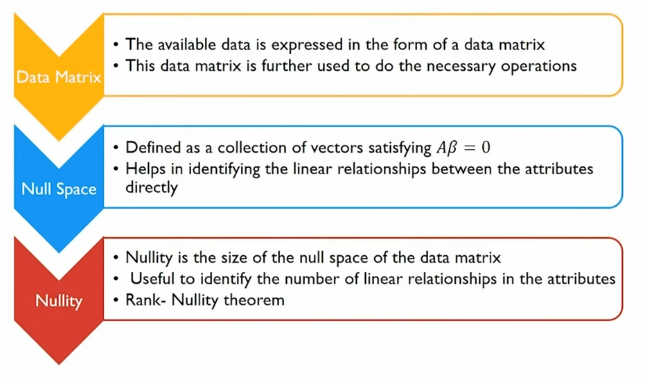 Data Matrix
• The available data is expressed in the form of a data matrix
• This data matrix is further used to do the necessary operations
Null Space
• Defined as a collection of vectors satisfying Aβ = 0
• Helps in identifying the linear relationships between the attributes
directly
Nullity
• Nullity is the size of the null space of the data matrix
• Useful to identify the number of linear relationships in the attributes
• Rank- Nullity theorem